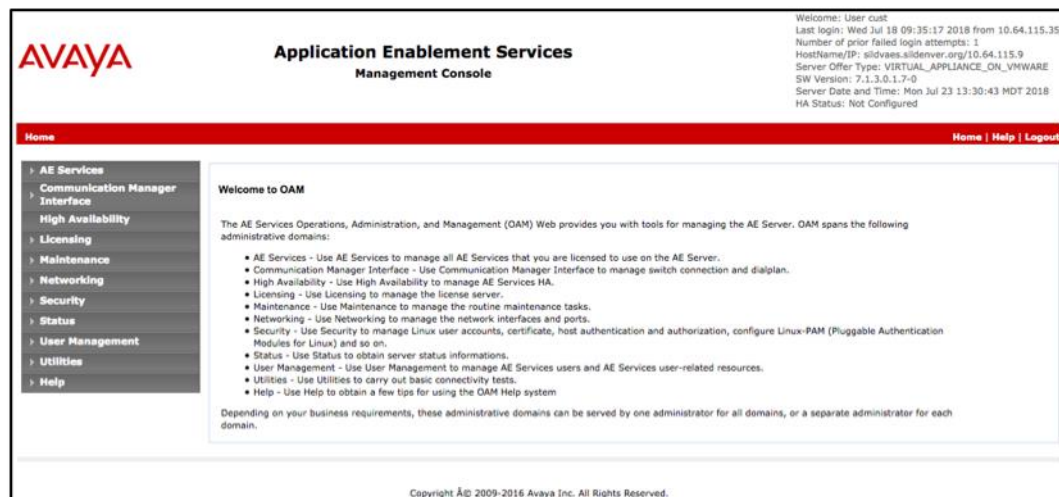 AVAYA
Application Enablement Services
Management Console
Welcome: User cust
Last login: Wed Jul 18 09:35:17 2018 from 10.64.115.35
Number of prior failed login attempts: 1
HostName/IP: sildvaes.sildenver.org/10.64.115.9
Server Offer Type: VIRTUAL_APPLIANCE_ON_VMWARE
SW Version: 7.1.3.0.1.7-0
Server Date and Time: Mon Jul 23 13:30:43 MDT 2018
HA Status: Not Configured
Home
Home | Help | Logout
AE Services
Communication Manager
Interface
High Availability
Licensing
Maintenance
Networking
Security
Status
User Management
Utilities
Help
Welcome to OAM
The AE Services Operations, Administration, and Management (OAM) Web provides you with tools for managing the AE Server. OAM spans the following
administrative domains:
• AE Services - Use AE Services to manage all AE Services that you are licensed to use on the AE Server.
• Communication Manager Interface - Use Communication Manager Interface to manage switch connection and dialplan.
• High Availability - Use High Availability to manage AE Services HA.
• Licensing - Use Licensing to manage the license server.
• Maintenance - Use Maintenance to manage the routine maintenance tasks.
• Networking - Use Networking to manage the network interfaces and ports.
• Security - Use Security to manage Linux user accounts, certificate, host authentication and authorization, configure Linux-PAM (Pluggable Authentication
Modules for Linux) and so on.
• Status - Use Status to obtain server status informations.
• User Management - Use User Management to manage AE Services users and AE Services user-related resources.
• Utilities - Use Utilities to carry out basic connectivity tests.
• Help - Use Help to obtain a few tips for using the OAM Help system
Depending on your business requirements, these administrative domains can be served by one administrator for all domains, or a separate administrator for each
domain.
Copyright Â© 2009-2016 Avaya Inc. All Rights Reserved.